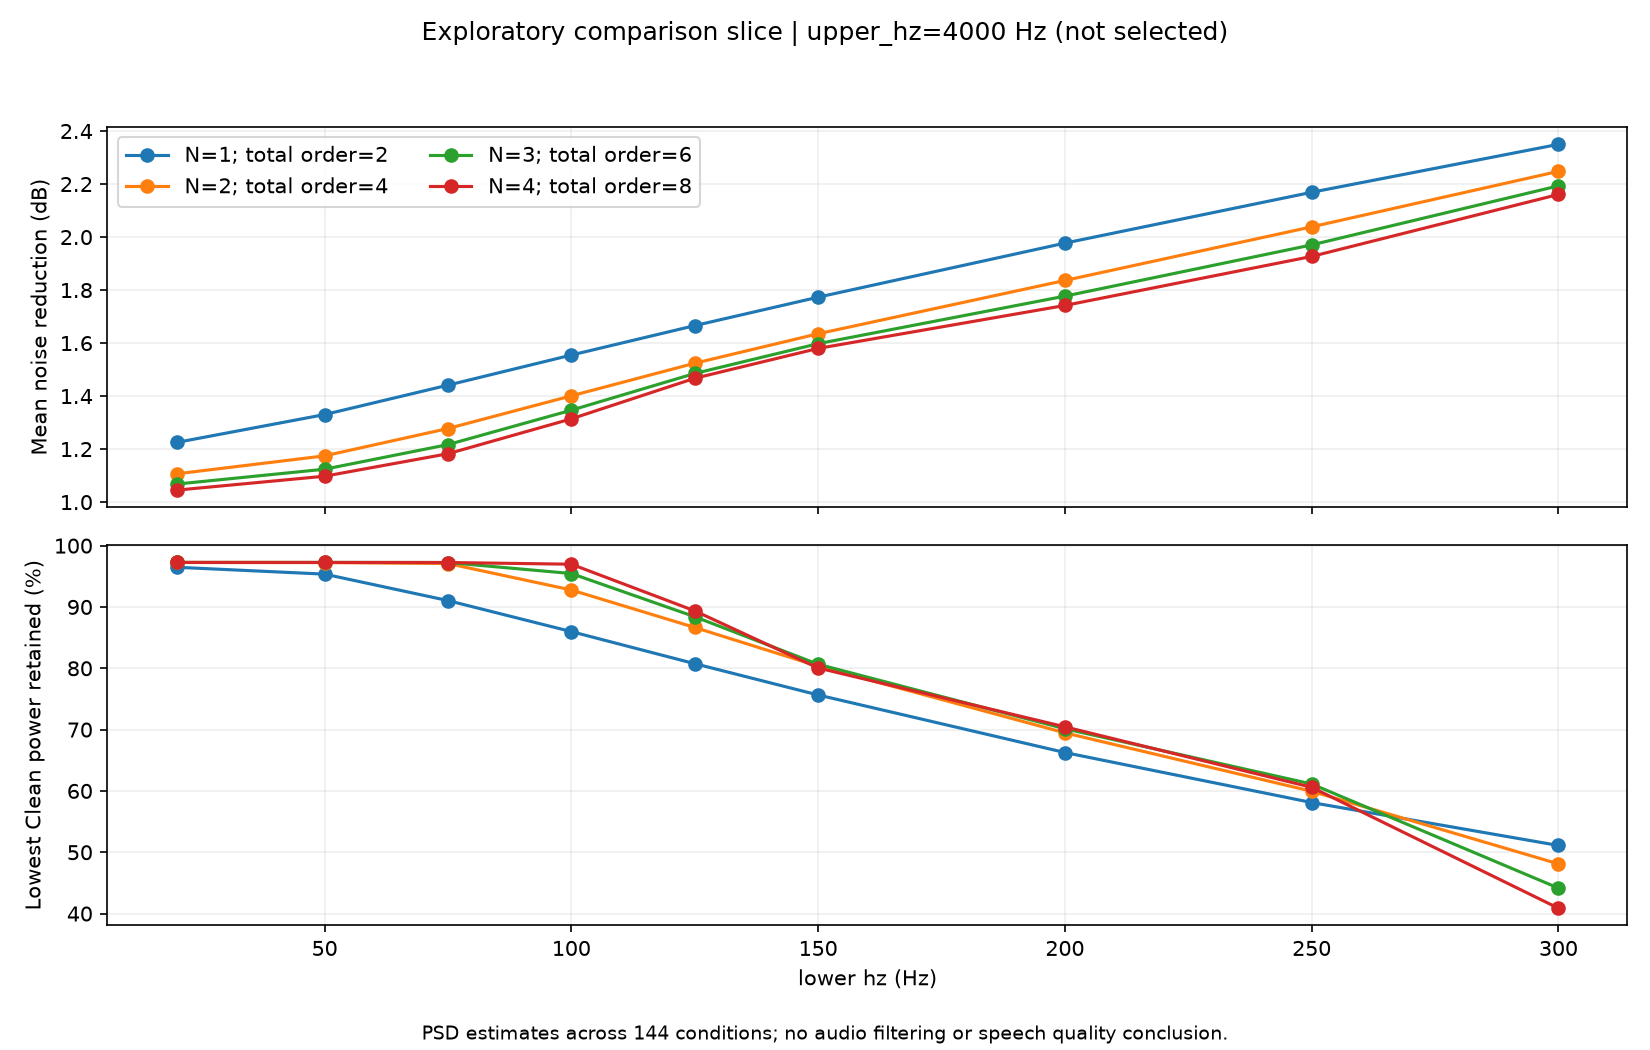 Exploratory comparison slice | upper_hz=4000 Hz (not selected)
Mean noise reduction (dB)
2.4
2.2
2.0
1.8
1.6
1.4
1.2
1.0
N=1; total order=2
N=2; total order=4
N=3; total order=6
N=4; total order=8
Lowest Clean power retained (%)
100
90
80
70
60
50
40
50 100 150 200 250 300
lower hz (Hz)
PSD estimates across 144 conditions; no audio filtering or speech quality conclusion.